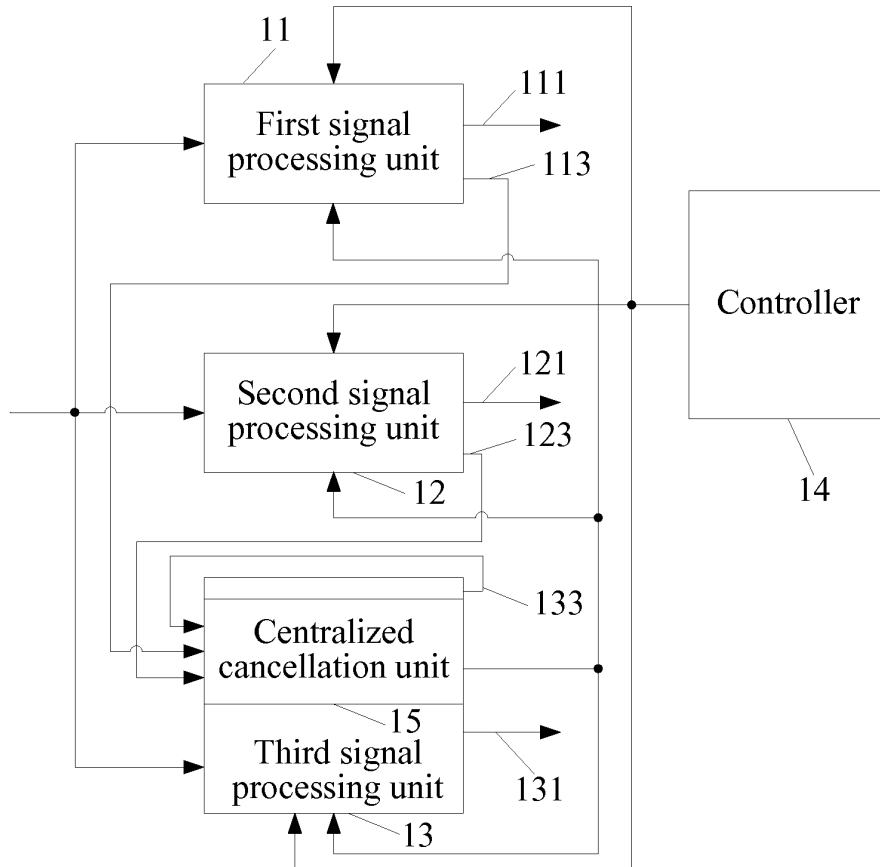 11
111
First signal
processing unit
113
Controller
Second signal
processing unit
121
123
12
14
133
Centralized
cancellation unit
15
Third signal
processing unit
131
13